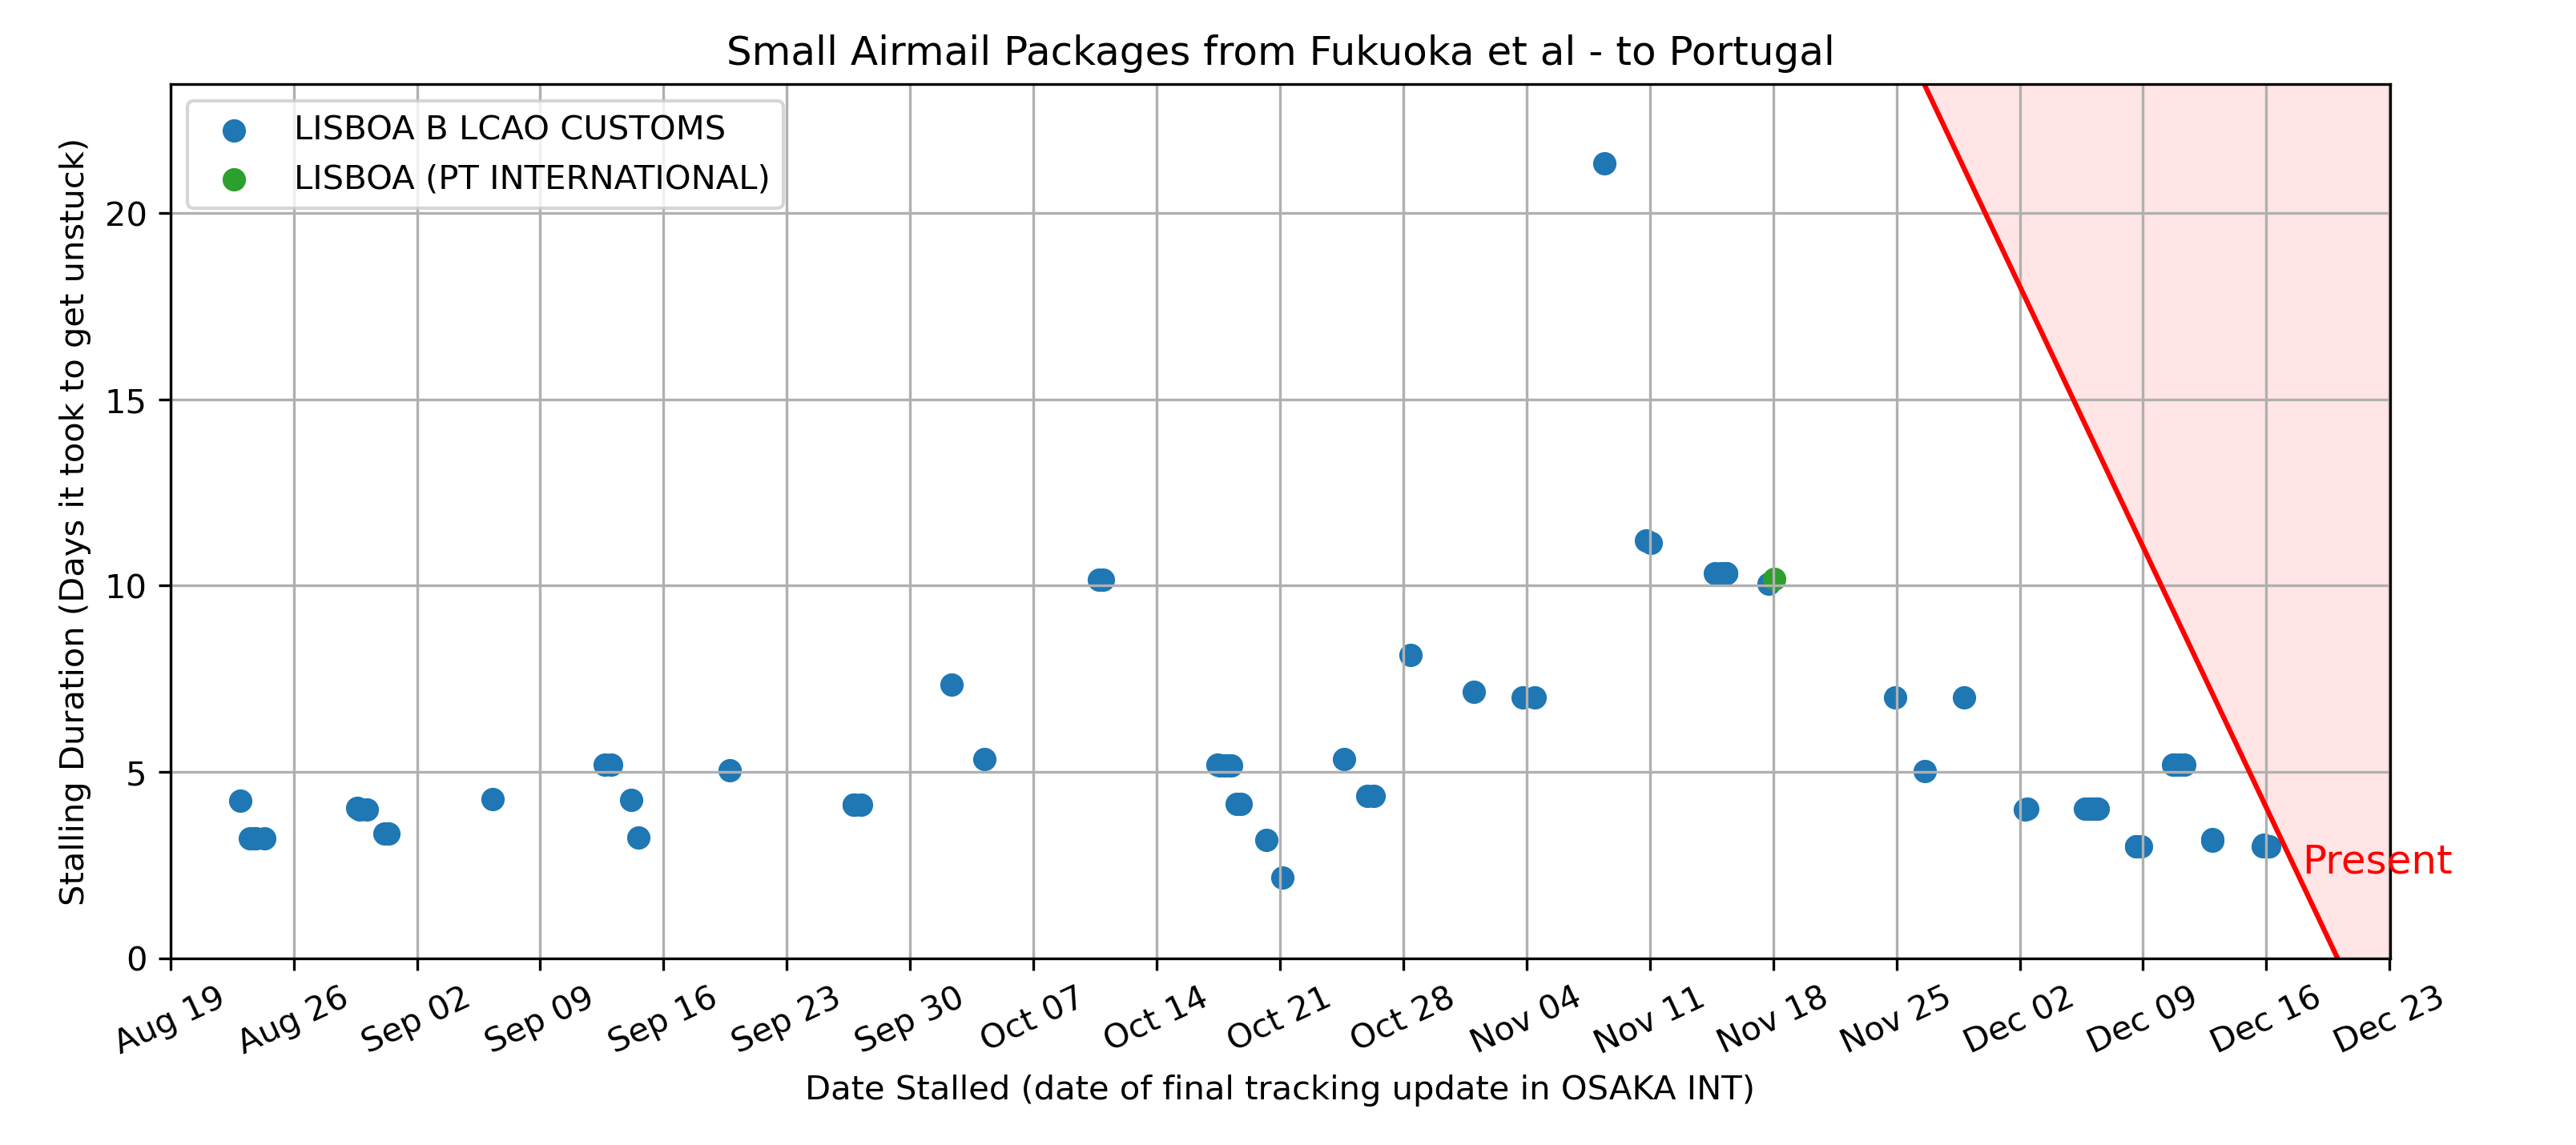 Small Airmail Packages from Fukuoka et al - to Portugal
LISBOA B LCAO CUSTOMS
LISBOA (PT INTERNATIONAL)
Stalling Duration (Days it took to get unstuck)
20
15
10
5
0
Present
Aug 19
Aug 26
Sep 02
Sep 09
Sep 16
Sep 23
Sep 30
Oct 07
Oct 14
Oct 21
Oct 28
Nov 04
Nov 11
Nov 18
Nov 25
Dec 02
Dec 09
Dec 16
Dec 23
Date Stalled (date of final tracking update in OSAKA INT)